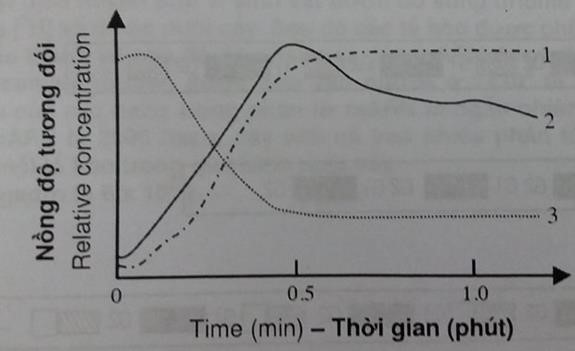 Nồng độ tương đối
Relative concentration
1
2
3
0
0.5
1.0
Time (min) – Thời gian (phút)